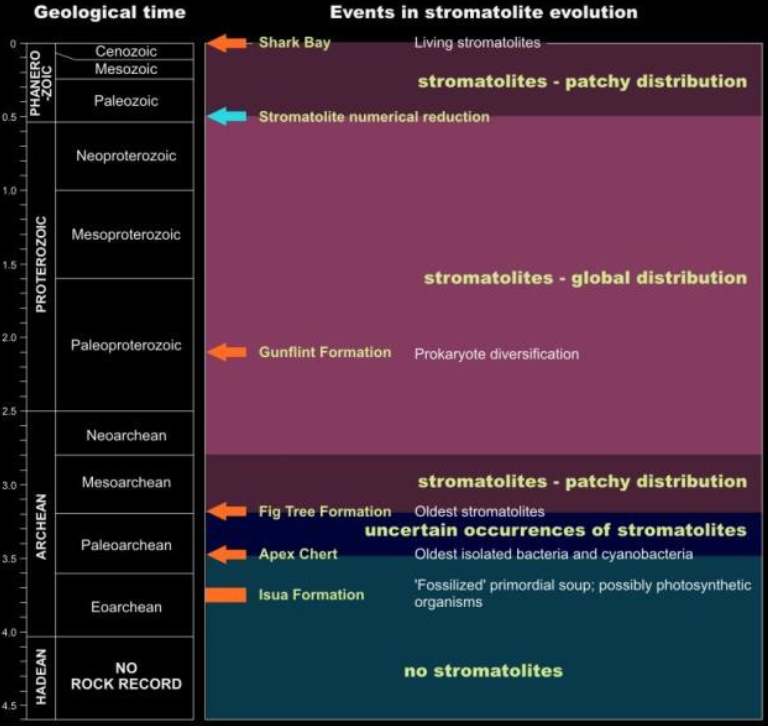 Geological time
Events in stromatolite evolution
0
0.5
1.0
1.5
2.0
2.5
3.0
3.5
4.0
4.5
PHANERO
-ZOIC
PROTEROZOIC
ARCHEAN
HADEAN
Cenozoic
Mesozoic
Paleozoic
Neoproterozoic
Mesoproterozoic
Paleoproterozoic
Neoarchean
Mesoarchean
Paleoarchean
Eoarchean
NO
ROCK RECORD
Shark Bay Living stromatolites
stromatolites - patchy distribution
Stromatolite numerical reduction
stromatolites - global distribution
Gunflint Formation Prokaryote diversification
stromatolites - patchy distribution
Fig Tree Formation Oldest stromatolites
uncertain occurrences of stromatolites
Apex Chert Oldest isolated bacteria and cyanobacteria
Isua Formation 'Fossilized' primordial soup; possibly photosynthetic
organisms
no stromatolites